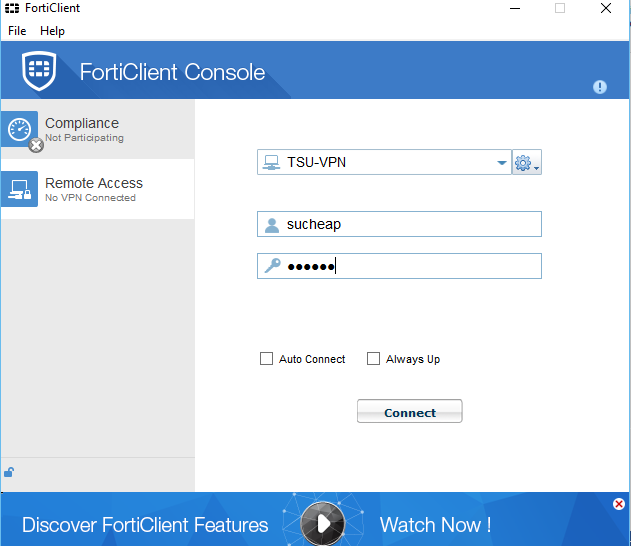 FortiClient
File Help
FortiClient Console
Compliance
Not Participating
Remote Access
No VPN Connected
TSU-VPN
sucheap
●●●●●●
Auto Connect Always Up
Connect
Discover FortiClient Features Watch Now !